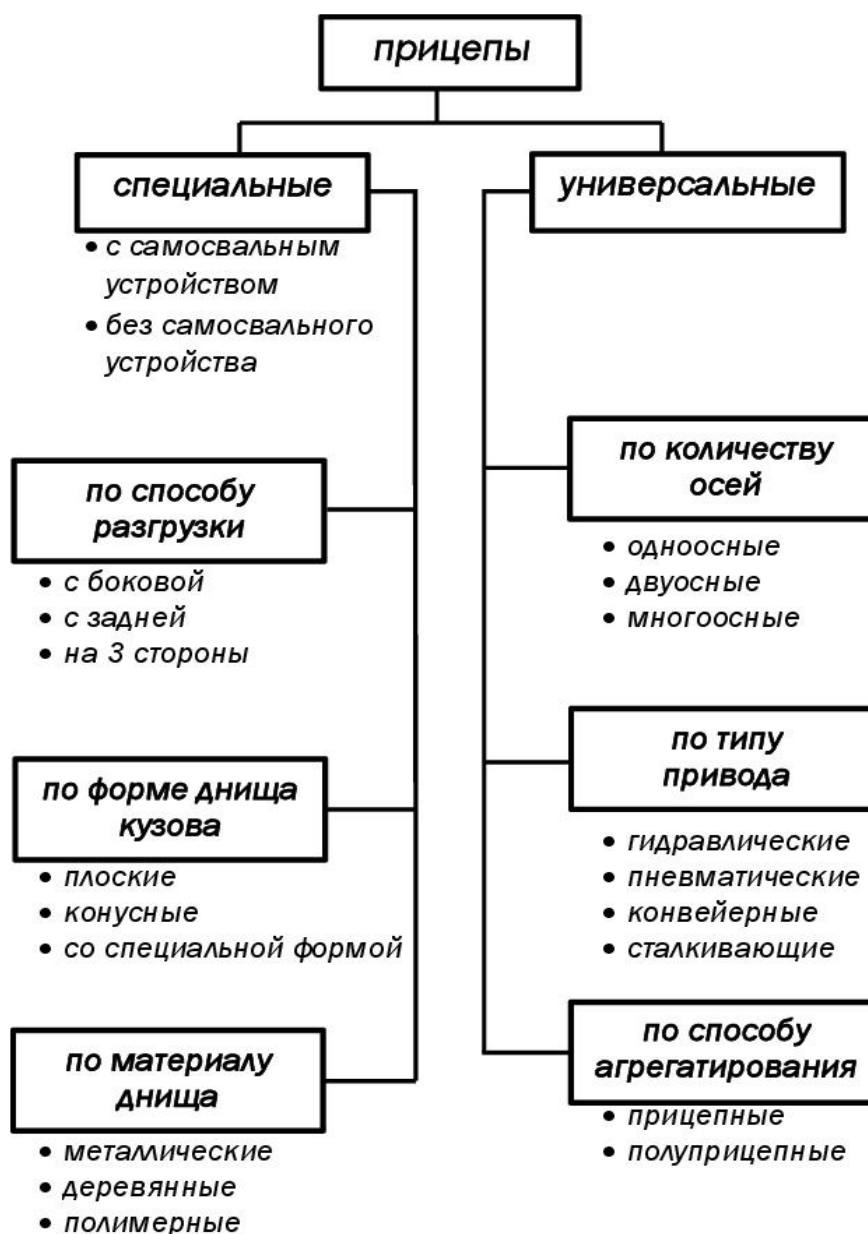 прицепы
специальные
• с самосвальным
устройством
• без самосвального
устройства
по способу
разгрузки
• с боковой
• с задней
• на 3 стороны
по форме днища
кузова
• плоские
• конусные
• со специальной формой
по материалу
днища
• металлические
• деревянные
• полимерные
универсальные
по количеству
осей
• одноосные
• двуосные
• многоосные
по типу
привода
• гидравлические
• пневматические
• конвейерные
• сталкивающие
по способу
агрегатирования
• прицепные
• полуприцепные